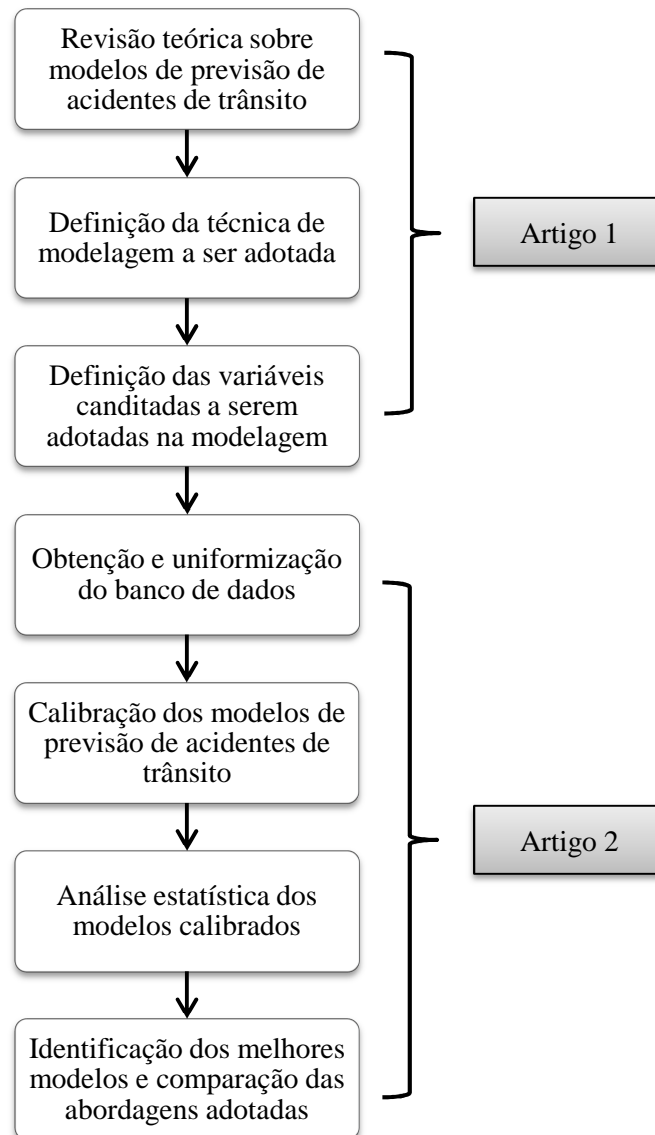 Revisão teórica sobre
modelos de previsão de
acidentes de trânsito
Definição da técnica de
modelagem a ser adotada
Definição das variáveis
canditadas a serem
adotadas na modelagem
Artigo 1
Obtenção e uniformização
do banco de dados
Calibração dos modelos de
previsão de acidentes de
trânsito
Análise estatística dos
modelos calibrados
Identificação dos melhores
modelos e comparação das
abordagens adotadas
Artigo 2